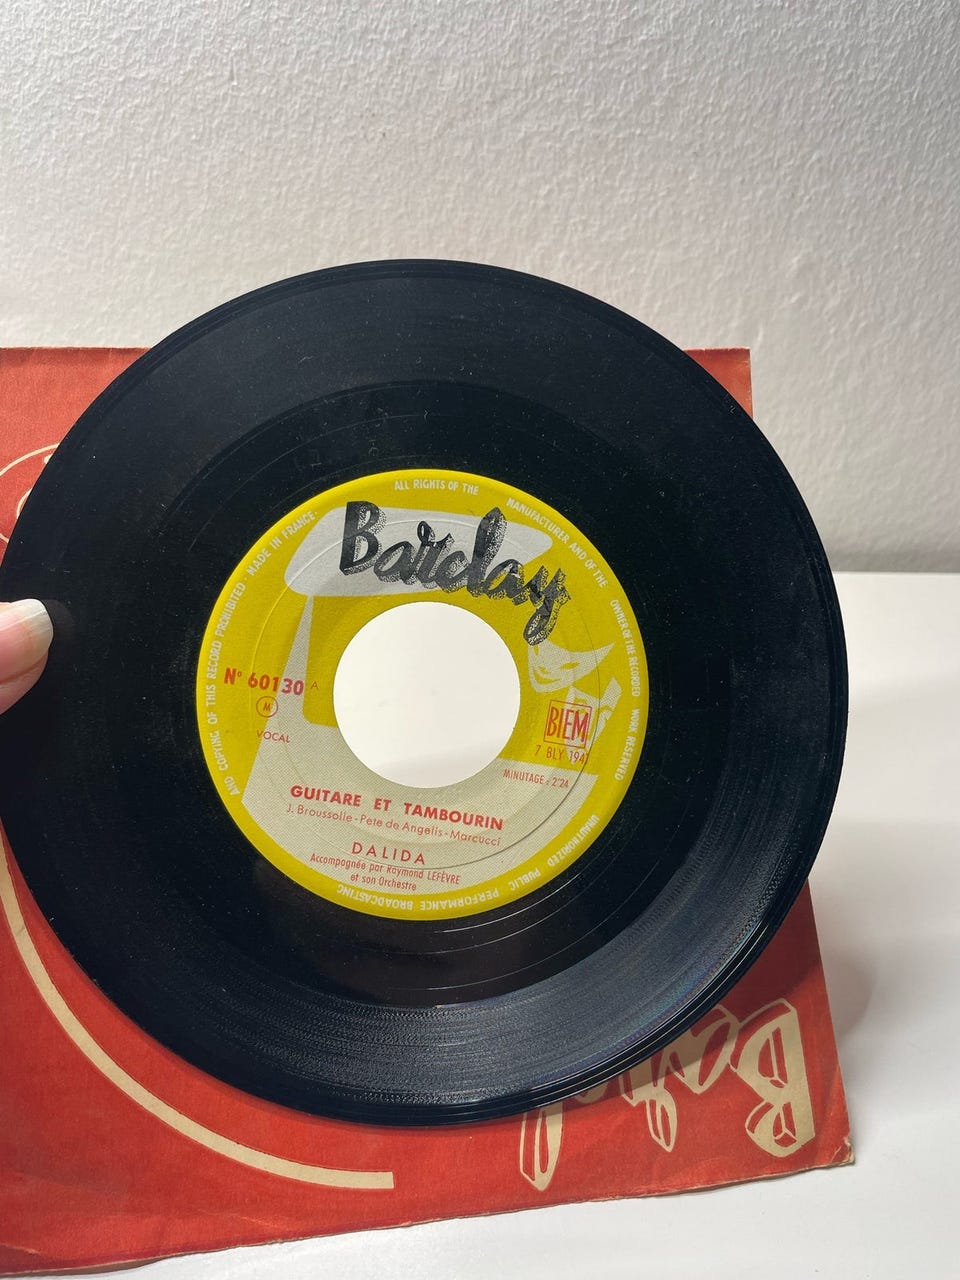 Barclay
MADE IN FRANCE · ALL RIGHTS OF THE MANUFACTURER AND OF THE OWNER OF THE RECORDED WORK RESERVED
UNAUTHORIZED PUBLIC PERFORMANCE BROADCASTING AND COPYING OF THIS RECORD PROHIBITED ·
N° 60130 A
M
VOCAL
BIEM
7 BLY 194
MINUTAGE : 2'24
GUITARE ET TAMBOURIN
J. Broussolle - Pete de Angelis - Marcucci
DALIDA
Accompagnée par Raymond LEFÈVRE
et son Orchestre